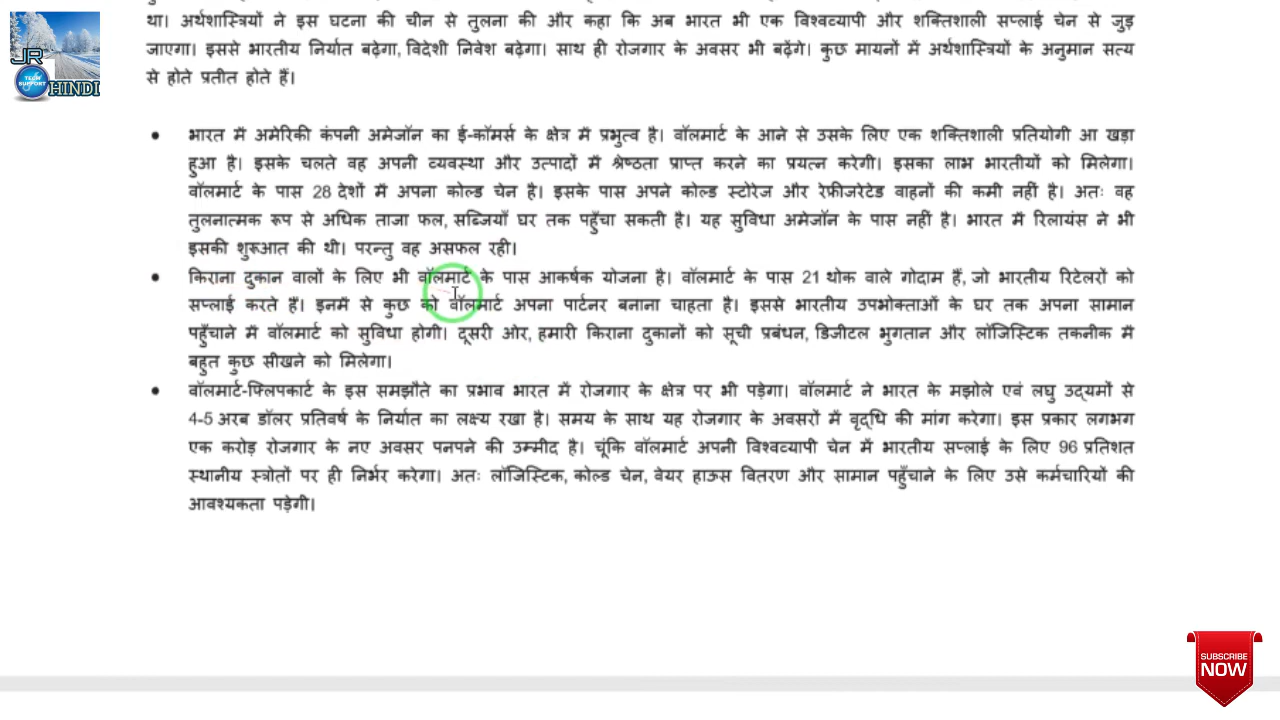 था। अर्थशास्त्रियों ने इस घटना की चीन से तुलना की और कहा कि अब भारत भी एक विश्वव्यापी और शक्तिशाली सप्लाई चेन से जुड़
जाएगा। इससे भारतीय निर्यात बढ़ेगा, विदेशी निवेश बढ़ेगा। साथ ही रोजगार के अवसर भी बढेंगे। कुछ मायनों में अर्थशास्त्रियों के अनुमान सत्य
से होते प्रतीत होते हैं।
JR
TECH SUPPORT
HINDI
• भारत में अमेरिकी कंपनी अमेजॉन का ई-कॉमर्स के क्षेत्र में प्रभुत्व है। वॉलमार्ट के आने से उसके लिए एक शक्तिशाली प्रतियोगी आ खड़ा
हुआ है। इसके चलते वह अपनी व्यवस्था और उत्पादों में श्रेष्ठता प्राप्त करने का प्रयत्न करेगी। इसका लाभ भारतीयों को मिलेगा।
वॉलमार्ट के पास 28 देशों में अपना कोल्ड चेन है। इसके पास अपने कोल्ड स्टोरेज और रेफ्रीजरेटेड वाहनों की कमी नहीं है। अतः वह
तुलनात्मक रूप से अधिक ताजा फल, सब्जियाँ घर तक पहुँचा सकती है। यह सुविधा अमेजॉन के पास नहीं है। भारत में रिलायंस ने भी
इसकी शुरूआत की थी। परन्तु वह असफल रही।
• किराना दुकान वालों के लिए भी वॉलमार्ट के पास आकर्षक योजना है। वॉलमार्ट के पास 21 थोक वाले गोदाम हैं, जो भारतीय रिटेलरों को
सप्लाई करते हैं। इनमें से कुछ को वॉलमार्ट अपना पार्टनर बनाना चाहता है। इससे भारतीय उपभोक्ताओं के घर तक अपना सामान
पहुँचाने में वॉलमार्ट को सुविधा होगी। दूसरी ओर, हमारी किराना दुकानों को सूची प्रबंधन, डिजीटल भुगतान और लॉजिस्टिक तकनीक में
बहुत कुछ सीखने को मिलेगा।
• वॉलमार्ट-फ्लिपकार्ट के इस समझौते का प्रभाव भारत में रोजगार के क्षेत्र पर भी पड़ेगा। वॉलमार्ट ने भारत के मझोले एवं लघु उद्यमों से
4-5 अरब डॉलर प्रतिवर्ष के निर्यात का लक्ष्य रखा है। समय के साथ यह रोजगार के अवसरों में वृद्धि की मांग करेगा। इस प्रकार लगभग
एक करोड़ रोजगार के नए अवसर पनपने की उम्मीद है। चूंकि वॉलमार्ट अपनी विश्वव्यापी चेन में भारतीय सप्लाई के लिए 96 प्रतिशत
स्थानीय स्त्रोतों पर ही निर्भर करेगा। अतः लॉजिस्टिक, कोल्ड चेन, वेयर हाऊस वितरण और सामान पहुँचाने के लिए उसे कर्मचारियों की
आवश्यकता पड़ेगी।
SUBSCRIBE
NOW